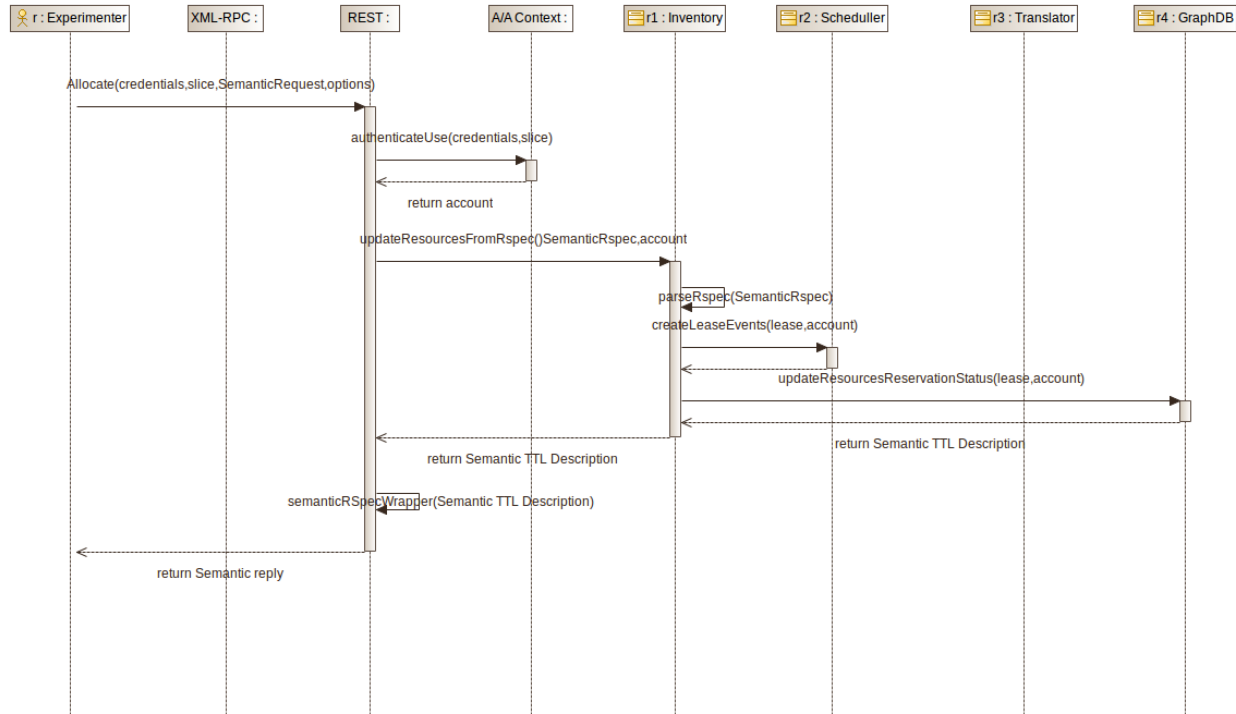 r : Experimenter
XML-RPC :
REST :
A/A Context :
r1 : Inventory
r2 : Scheduller
r3 : Translator
r4 : GraphDB
Allocate(credentials,slice,SemanticRequest,options)
authenticateUse(credentials,slice)
return account
updateResourcesFromRspec()SemanticRspec,account
parseRspec(SemanticRspec)
createLeaseEvents(lease,account)
updateResourcesReservationStatus(lease,account)
return Semantic TTL Description
return Semantic TTL Description
semanticRSpecWrapper(Semantic TTL Description)
return Semantic reply